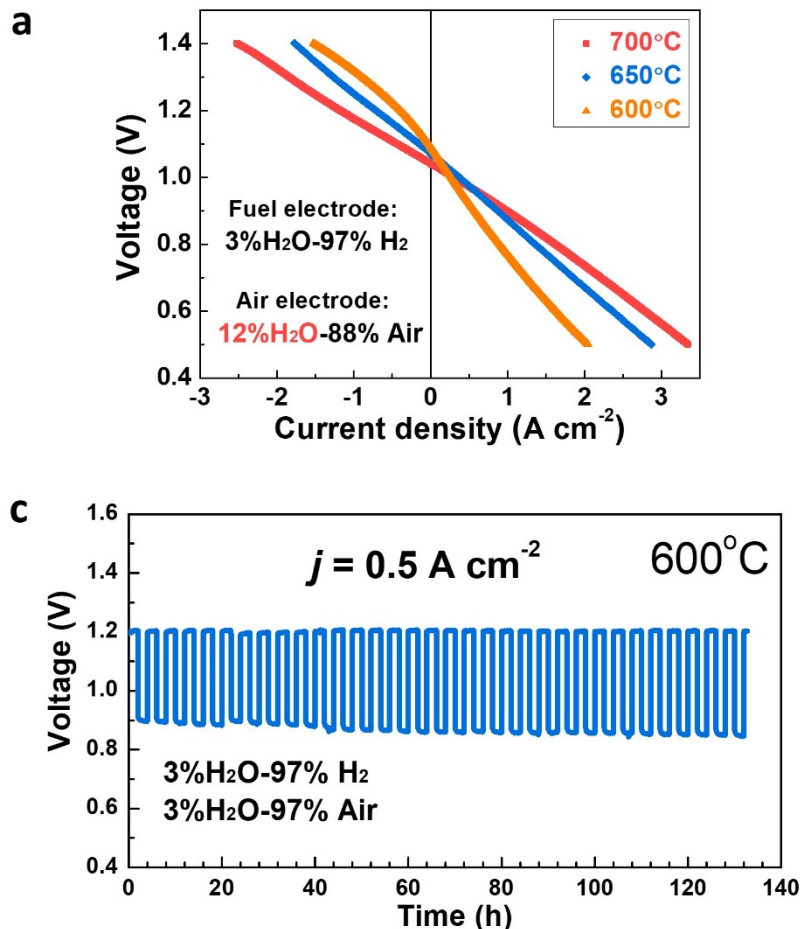 a
1.4
1.2
1.0
0.8
0.6
0.4
Voltage (V)
700°C
650°C
600°C
Fuel electrode:
3%H₂O-97% H₂
Air electrode:
12%H₂O-88% Air
-3 -2 -1 0 1 2 3
Current density (A cm⁻²)
c
1.6
1.4
1.2
1.0
0.8
0.6
0.4
Voltage (V)
j = 0.5 A cm⁻²
600°C
3%H₂O-97% H₂
3%H₂O-97% Air
0 20 40 60 80 100 120 140
Time (h)